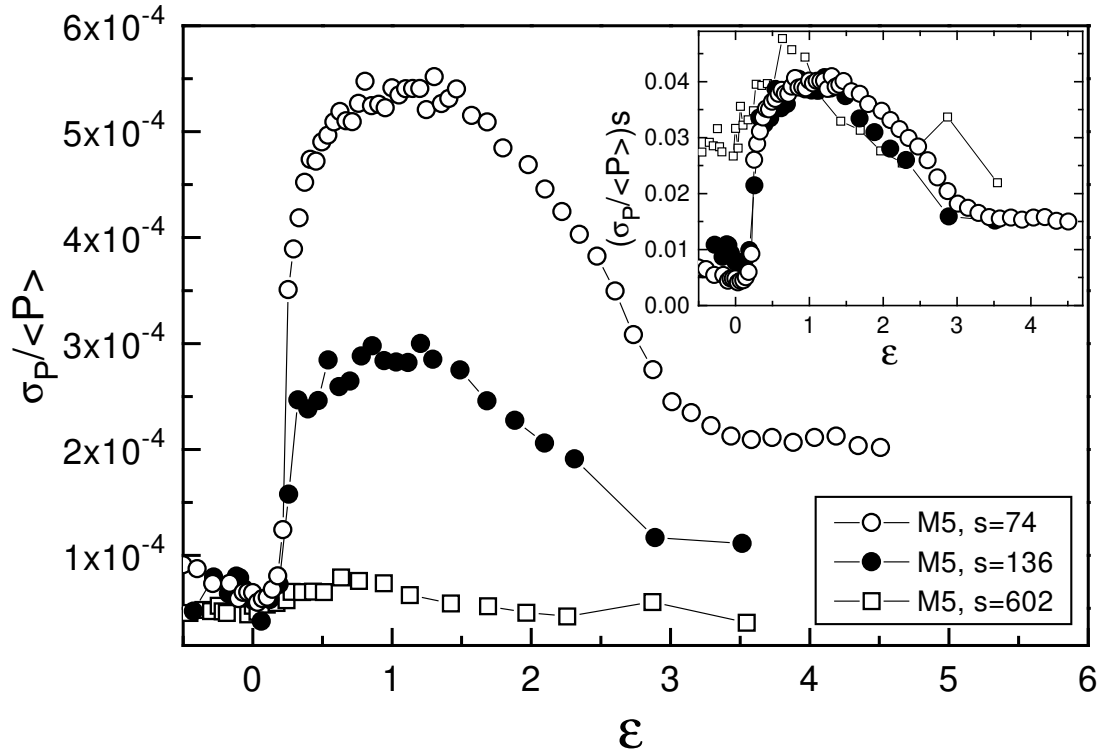 6x10⁻⁴
5x10⁻⁴
4x10⁻⁴
3x10⁻⁴
2x10⁻⁴
1x10⁻⁴
σP/<P>
0 1 2 3 4 5 6
ε
0.04
0.03
0.02
0.01
0.00
(σP/<P>)s
0 1 2 3 4
ε
M5, s=74
M5, s=136
M5, s=602